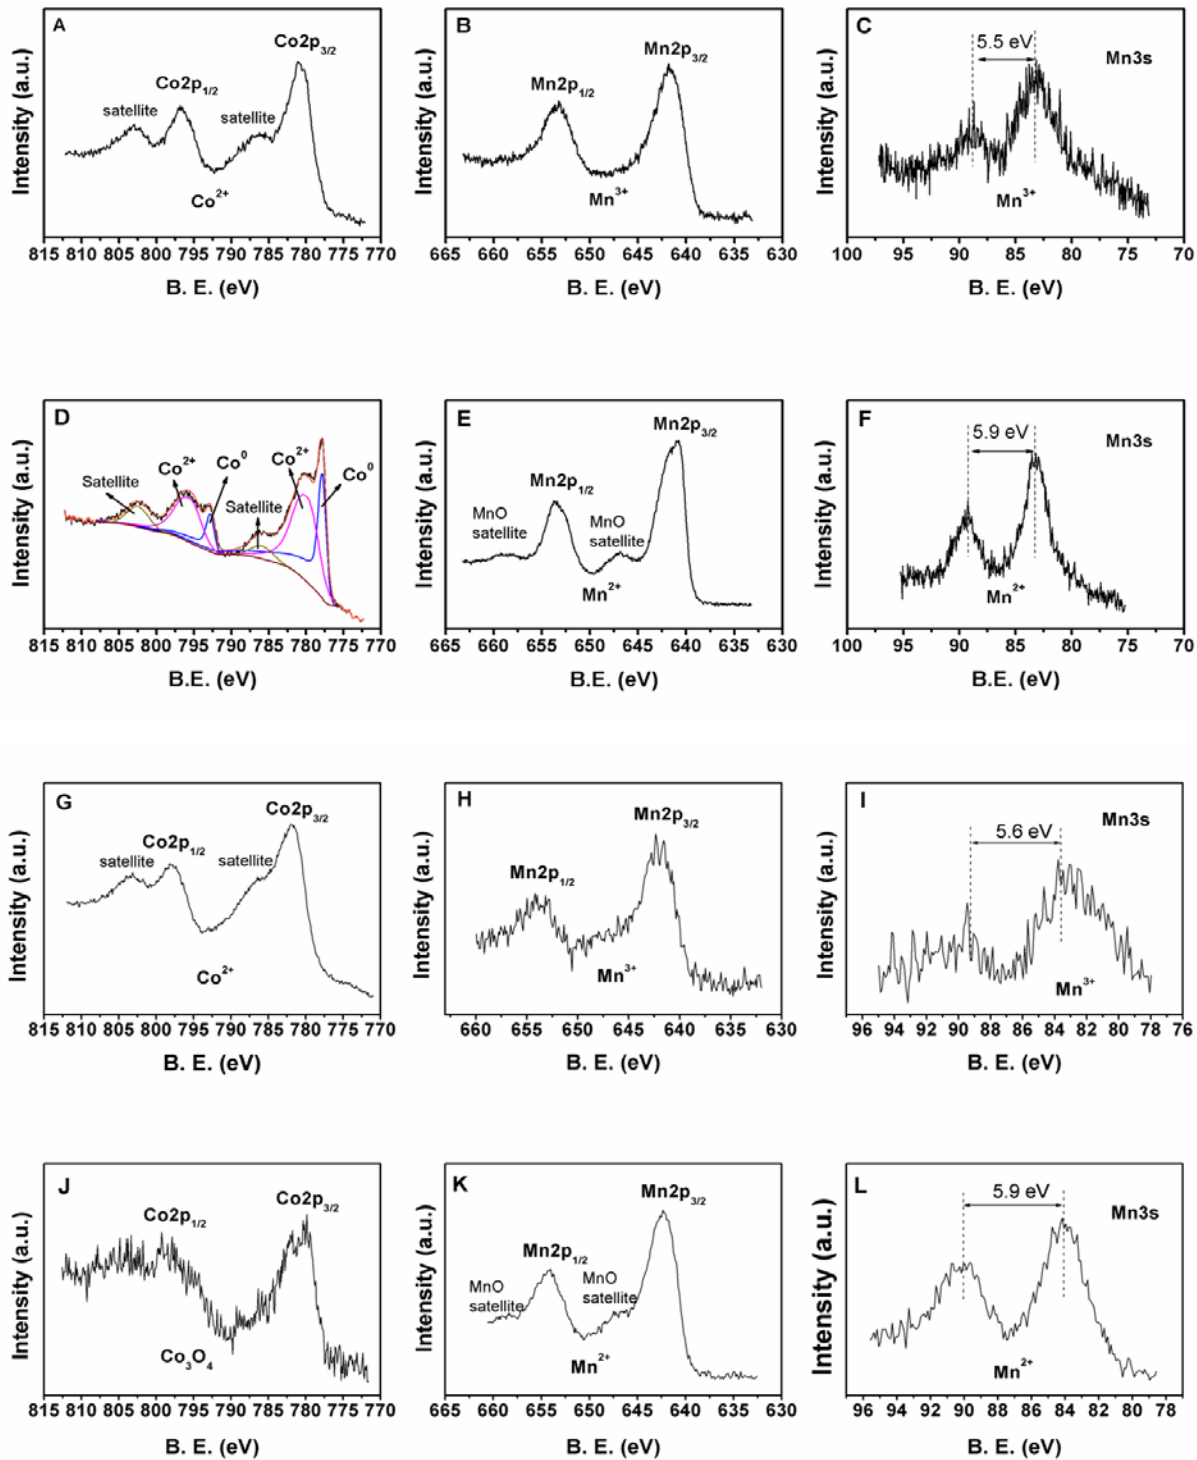 A
Co2p3/2
Co2p1/2
satellite
satellite
Co2+
Intensity (a.u.)
815 810 805 800 795 790 785 780 775 770
B. E. (eV)
B
Mn2p3/2
Mn2p1/2
Mn3+
Intensity (a.u.)
665 660 655 650 645 640 635 630
B. E. (eV)
C
5.5 eV
Mn3s
Mn3+
Intensity (a.u.)
100 95 90 85 80 75 70
B. E. (eV)
D
Co2+
Co0
Co2+
Co0
Satellite
Satellite
Intensity (a.u.)
815 810 805 800 795 790 785 780 775 770
B.E. (eV)
E
Mn2p3/2
Mn2p1/2
MnO
satellite
MnO
satellite
Mn2+
Intensity (a.u.)
665 660 655 650 645 640 635 630
B.E. (eV)
F
5.9 eV
Mn3s
Mn2+
Intensity (a.u.)
100 95 90 85 80 75 70
B.E. (eV)
G
Co2p3/2
Co2p1/2
satellite
satellite
Co2+
Intensity (a.u.)
815 810 805 800 795 790 785 780 775 770
B. E. (eV)
H
Mn2p3/2
Mn2p1/2
Mn3+
Intensity (a.u.)
660 655 650 645 640 635 630
B. E. (eV)
I
5.6 eV
Mn3s
Mn3+
Intensity (a.u.)
96 94 92 90 88 86 84 82 80 78 76
B. E. (eV)
J
Co2p3/2
Co2p1/2
Co3O4
Intensity (a.u.)
815 810 805 800 795 790 785 780 775 770
B. E. (eV)
K
Mn2p3/2
Mn2p1/2
MnO
satellite
MnO
satellite
Mn2+
Intensity (a.u.)
665 660 655 650 645 640 635 630
B. E. (eV)
L
5.9 eV
Mn3s
Mn2+
Intensity (a.u.)
96 94 92 90 88 86 84 82 80 78
B. E. (eV)